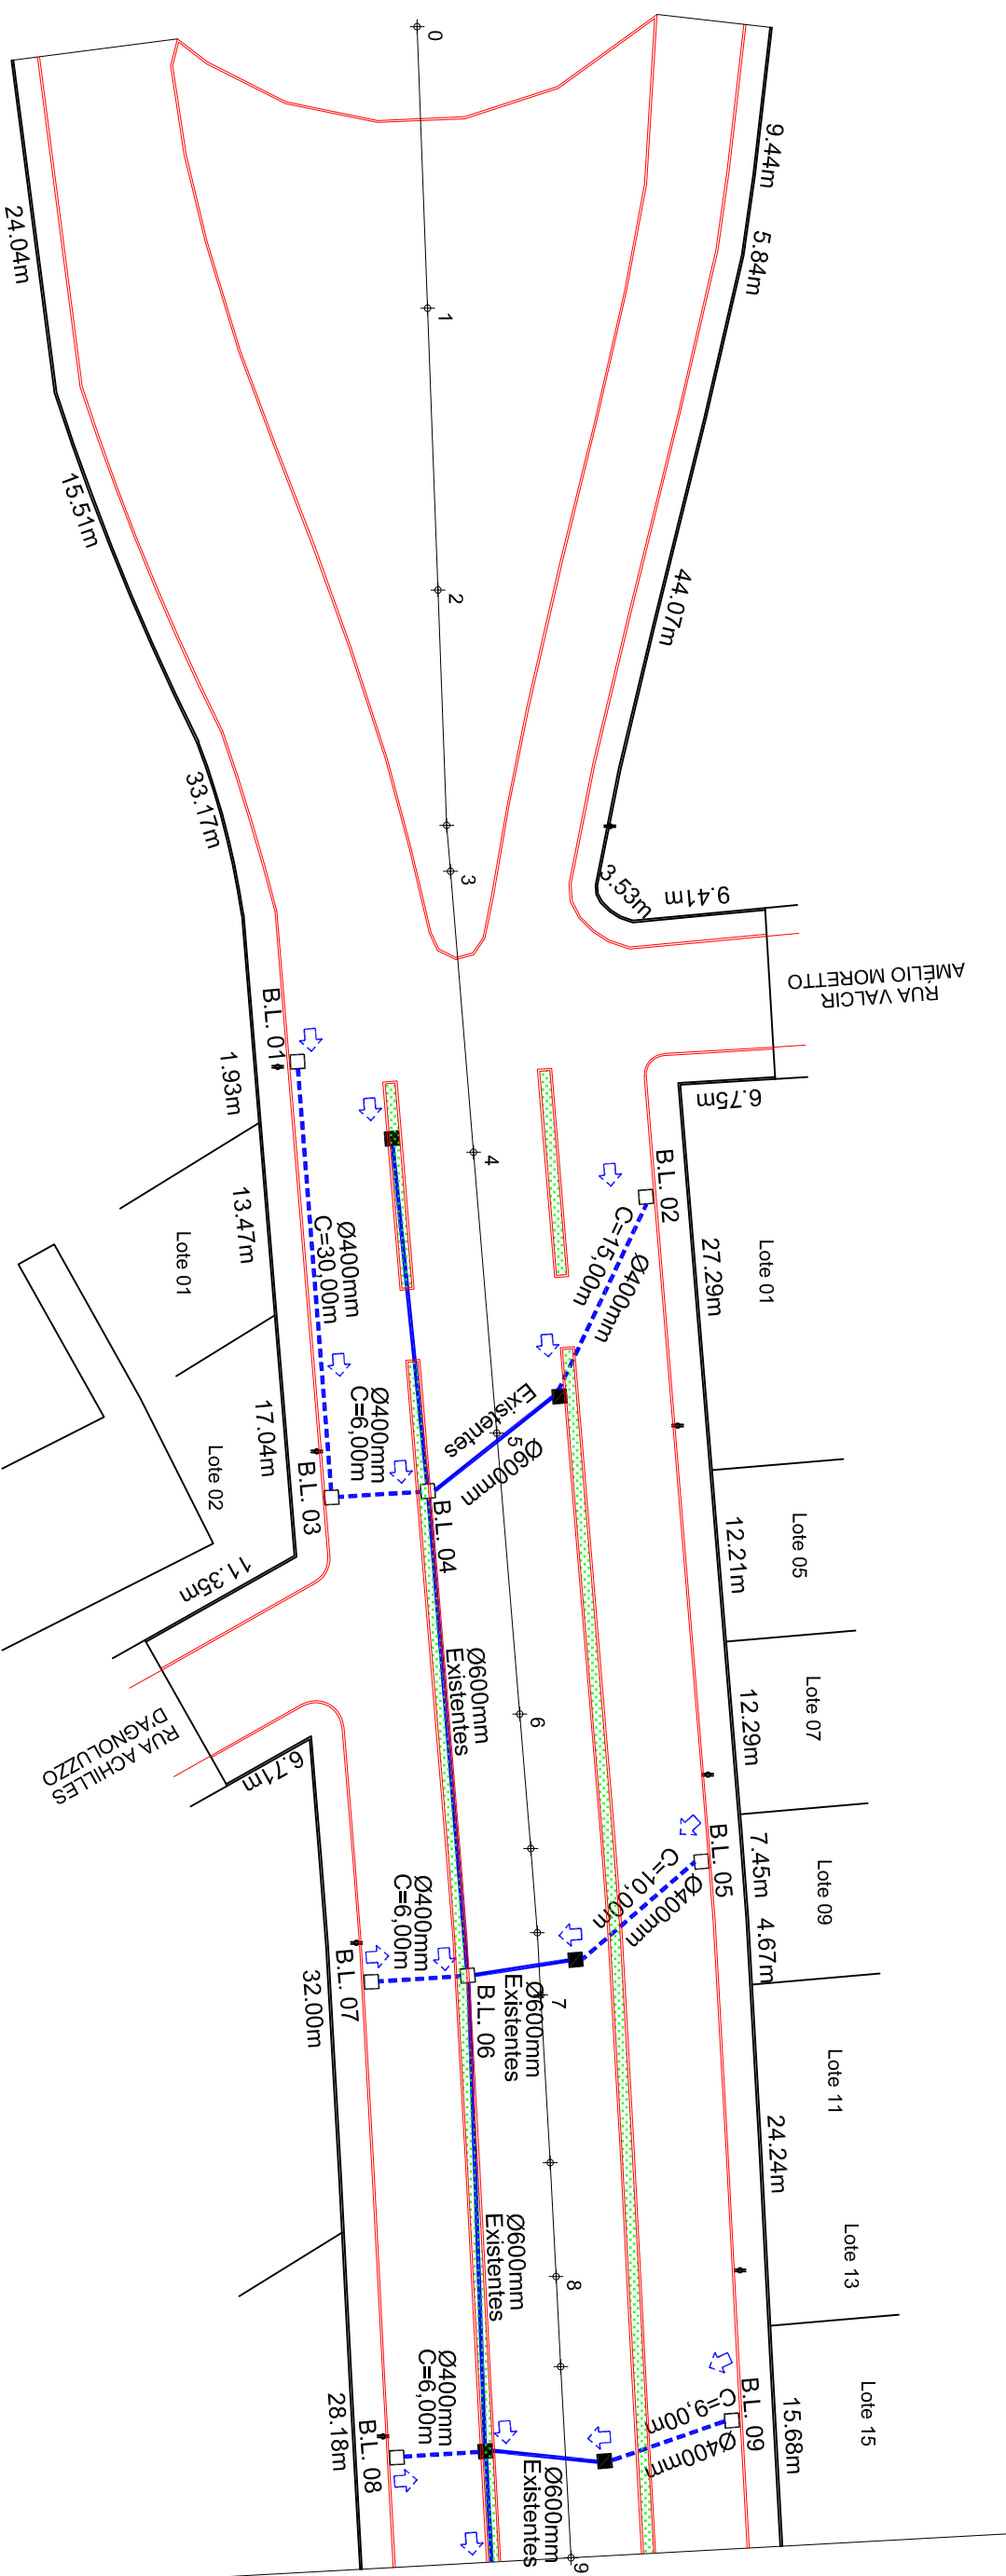 0
9.44m
5.84m
24.04m
1
15.51m
2
44.07m
33.17m
3
3.53m
9.41m
RUA VALCIR
AMÉLIO MORETTO
B.L. 01
1.93m
6.75m
4
B.L. 02
13.47m
Lote 01
Ø400mm
C=30,00m
Ø400mm
C=15,00m
27.29m
Lote 01
17.04m
Lote 02
Ø400mm
C=6,00m
Existentes
Ø600mm
5
B.L. 03
B.L. 04
11.35m
12.21m
Lote 05
Ø600mm
Existentes
6
12.29m
Lote 07
RUA ACHILLES
D'AGNOLUZZO
6.71m
B.L. 05
7.45m
Lote 09
Ø400mm
C=6,00m
Ø400mm
C=10,00m
4.67m
B.L. 07
32.00m
B.L. 06
Ø600mm
Existentes
7
Lote 11
24.24m
Ø600mm
Existentes
8
Lote 13
Ø400mm
C=6,00m
28.18m
B.L. 08
C=9,00m
Ø400mm
B.L. 09
15.68m
Lote 15
Ø600mm
Existentes
9